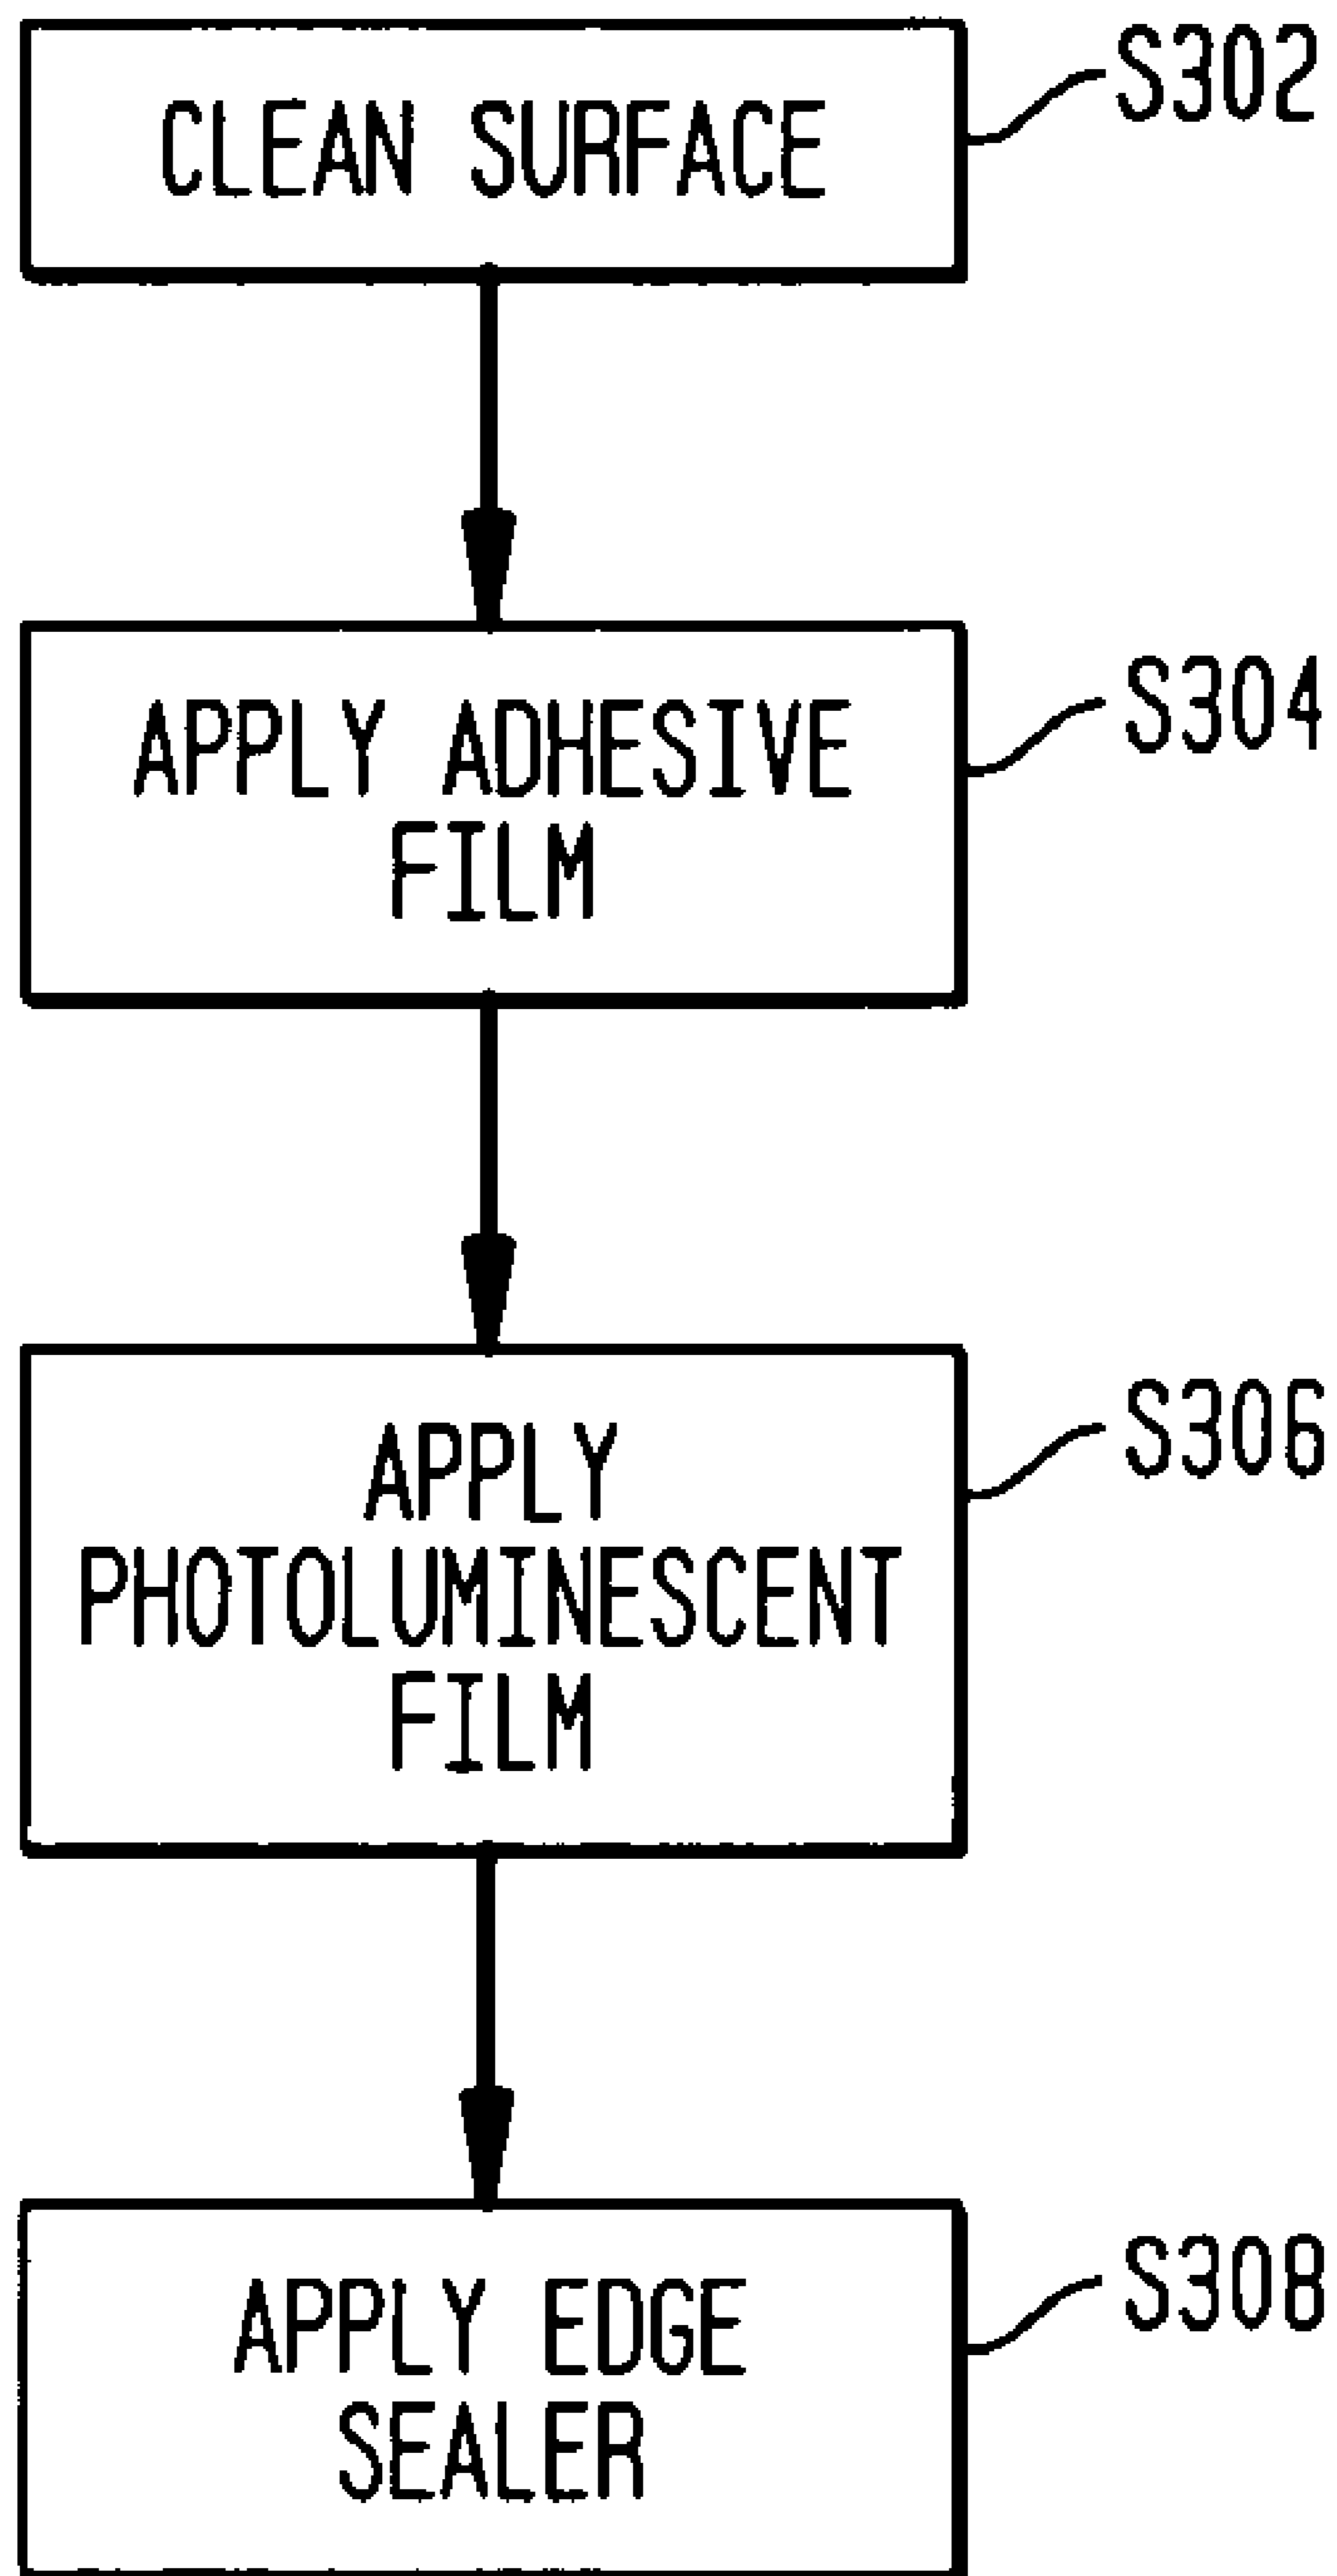 CLEAN SURFACE
S302
APPLY ADHESIVE
FILM
S304
APPLY
PHOTOLUMINESCENT
FILM
S306
APPLY EDGE
SEALER
S308